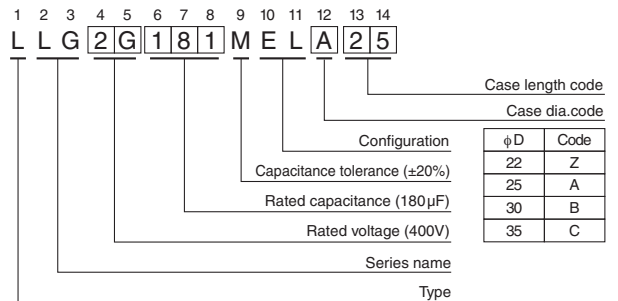 1 2 3 4 5 6 7 8 9 10 11 12 13 14
L L G 2 G 1 8 1 M E L A 2 5
Case length code
Case dia.code
Configuration
Capacitance tolerance (±20%)
Rated capacitance (180μF)
Rated voltage (400V)
Series name
Type
ϕD Code
22 Z
25 A
30 B
35 C